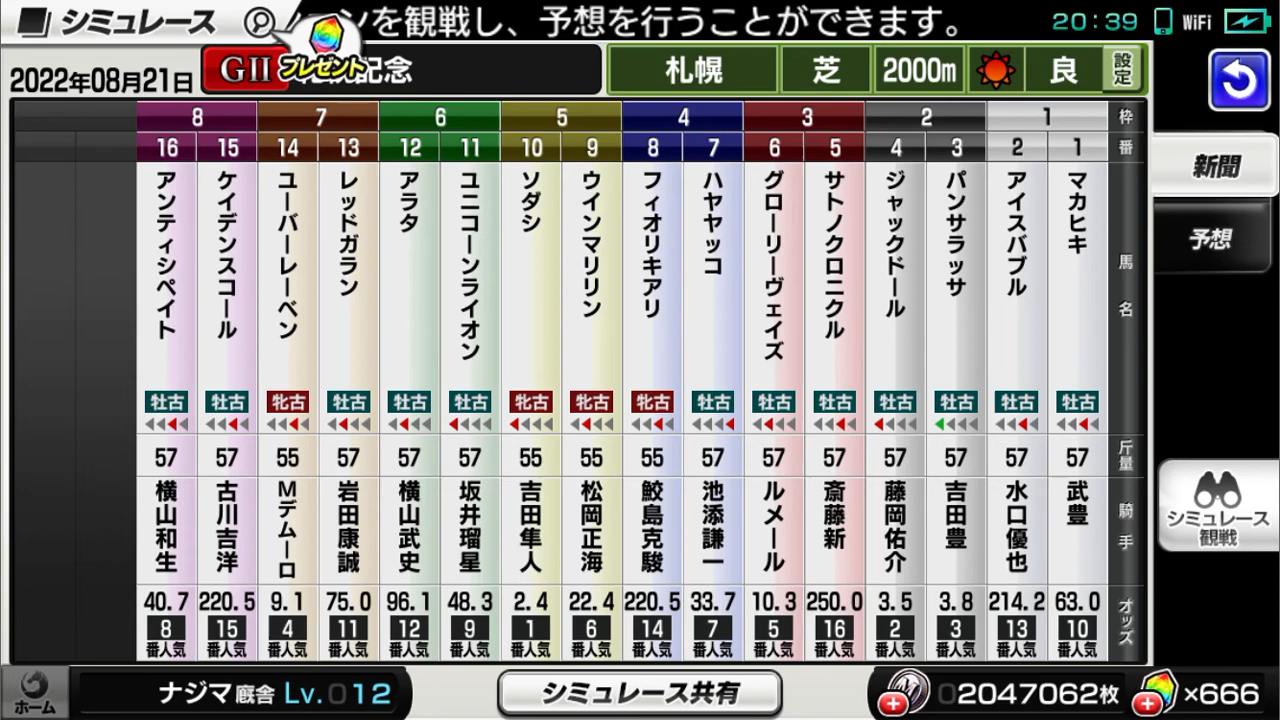 シミュレース
ーンを観戦し、予想を行うことができます。
20:39
WiFi
2022年08月21日
GII
プレゼント
記念
札幌
芝
2000m
良
設定
8 7 6 5 4 3 2 1 枠
16 15 14 13 12 11 10 9 8 7 6 5 4 3 2 1 番
馬名
アンティシペイト
ケイデンスコール
ユーバーレーベン
レッドガラン
アラタ
ユニコーンライオン
ソダシ
ウインマリリン
フィオリキアリ
ハヤヤッコ
グローリーヴェイズ
サトノクロニクル
ジャックドール
パンサラッサ
アイスバブル
マカヒキ
牡古 牡古 牝古 牡古 牡古 牡古 牝古 牝古 牝古 牡古 牡古 牡古 牡古 牡古 牡古 牡古
57 57 55 57 57 57 55 55 55 57 57 57 57 57 57 57 斤量
騎手
横山和生
古川吉洋
Mデムーロ
岩田康誠
横山武史
坂井瑠星
吉田隼人
松岡正海
鮫島克駿
池添謙一
ルメール
斎藤新
藤岡佑介
吉田豊
水口優也
武豊
40.7 220.5 9.1 75.0 96.1 48.3 2.4 22.4 220.5 33.7 10.3 250.0 3.5 3.8 214.2 63.0 オッズ
8 15 4 11 12 9 1 6 14 7 5 16 2 3 13 10
番人気 番人気 番人気 番人気 番人気 番人気 番人気 番人気 番人気 番人気 番人気 番人気 番人気 番人気 番人気 番人気
新聞
予想
シミュレース
観戦
ホーム
ナジマ厩舎 Lv.012
シミュレース共有
02047062枚
×666